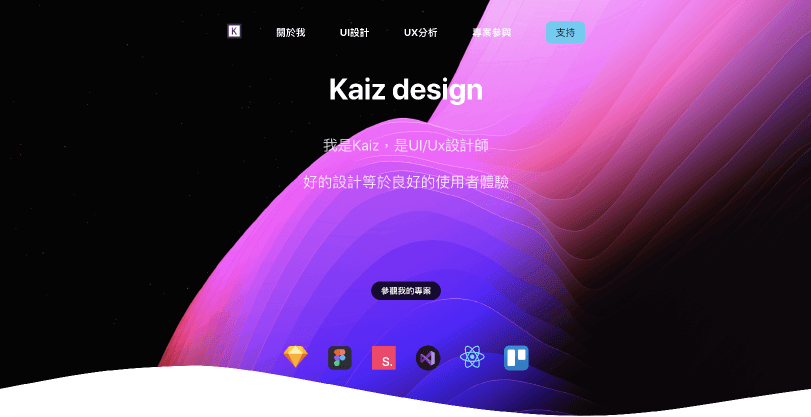 K
關於我
UI設計
UX分析
專案參與
支持
Kaiz design
我是Kaiz，是UI/Ux設計師
好的設計等於良好的使用者體驗
參觀我的專案
S.